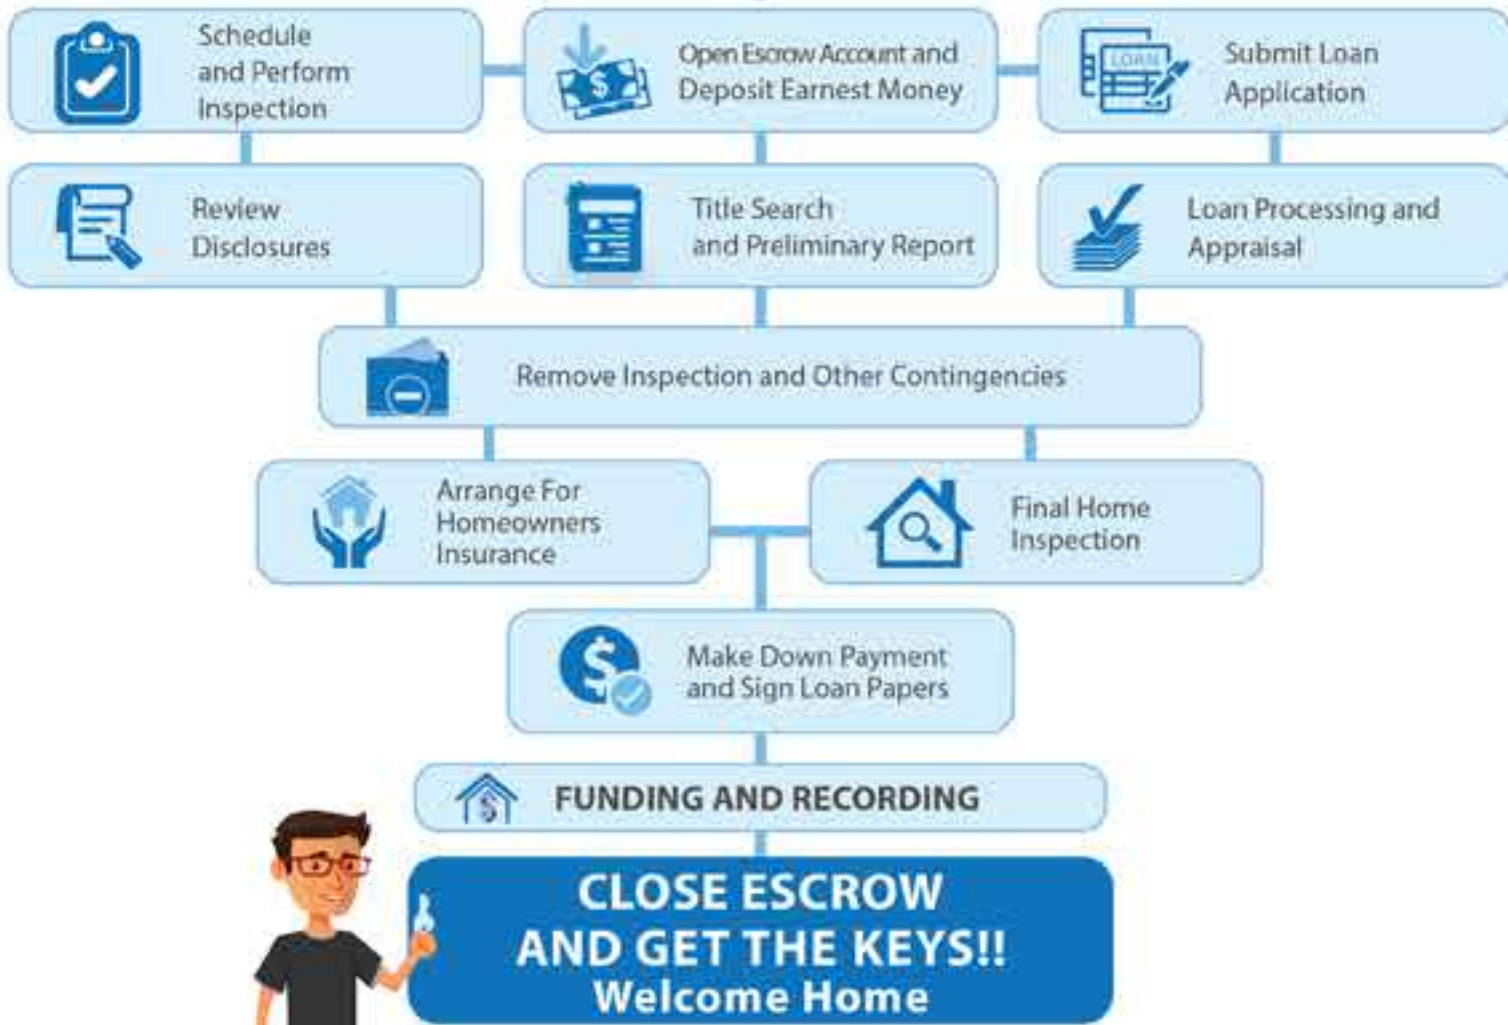 Schedule
and Perform
Inspection
Open Escrow Account and
Deposit Earnest Money
LOAN
Submit Loan
Application
Review
Disclosures
Title Search
and Preliminary Report
Loan Processing and
Appraisal
Remove Inspection and Other Contingencies
Arrange For
Homeowners
Insurance
Final Home
Inspection
$
Make Down Payment
and Sign Loan Papers
$
FUNDING AND RECORDING
CLOSE ESCROW
AND GET THE KEYS!!
Welcome Home